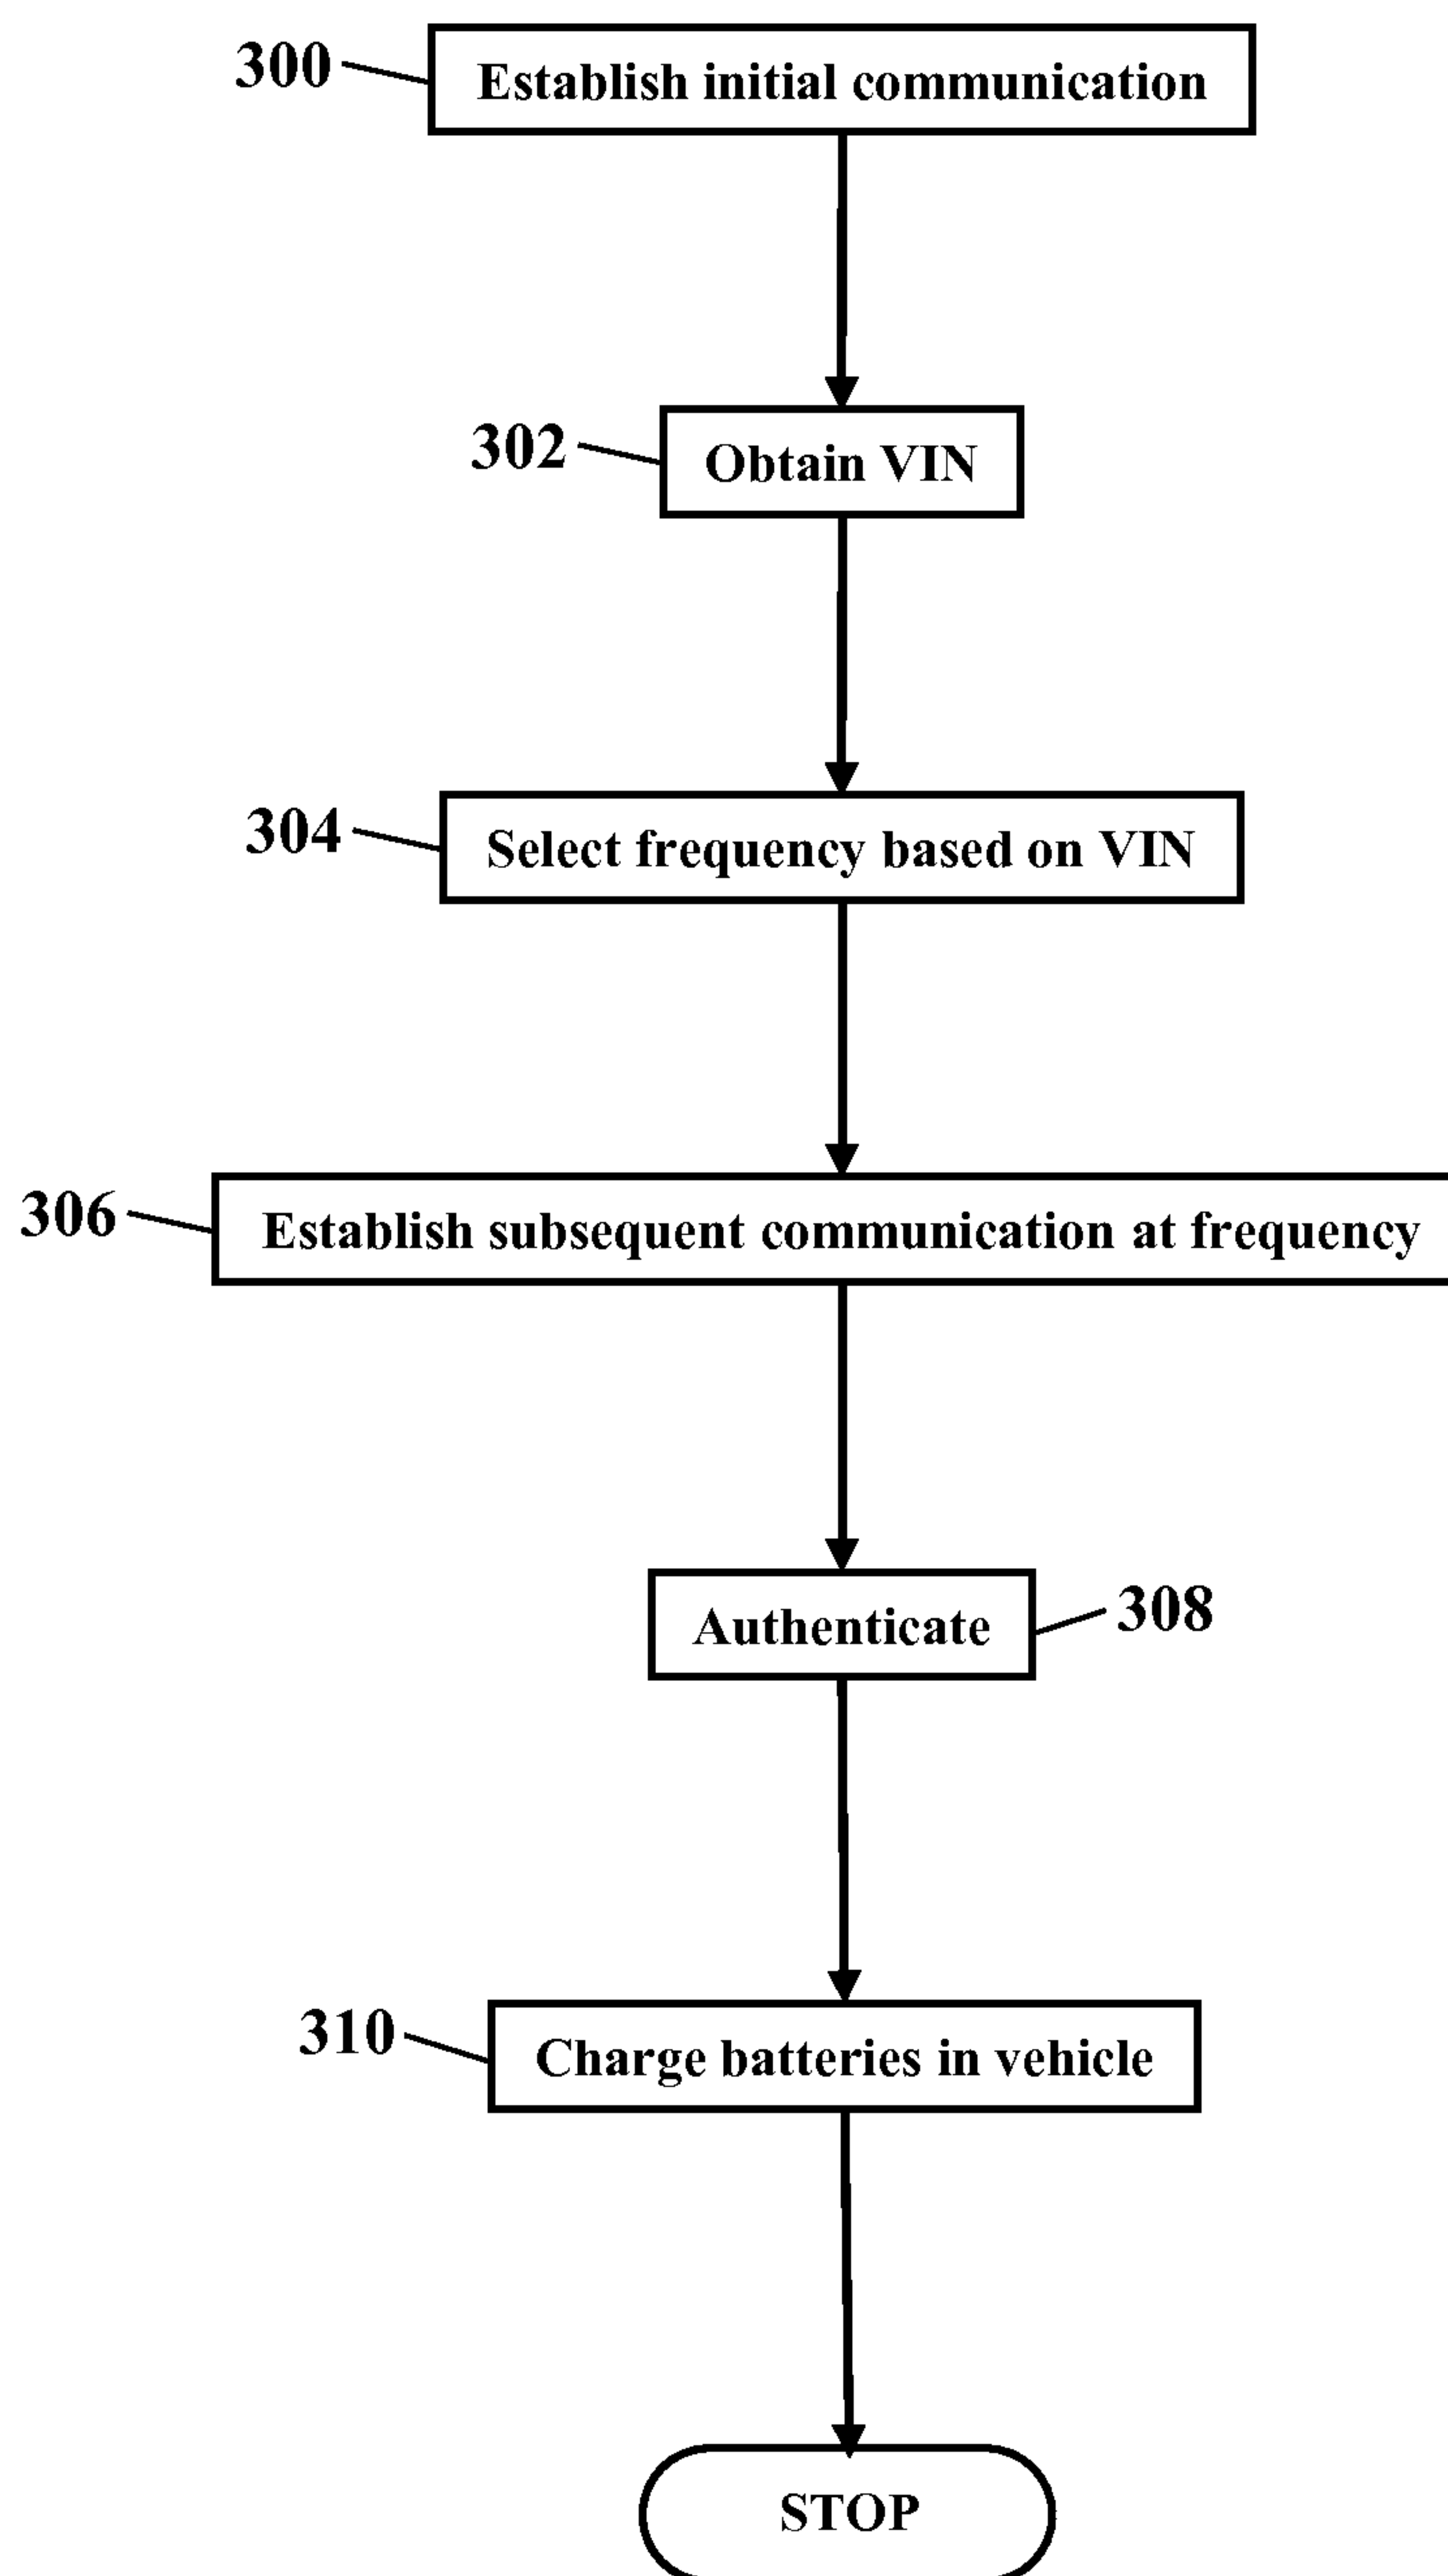 300
Establish initial communication
302
Obtain VIN
304
Select frequency based on VIN
306
Establish subsequent communication at frequency
Authenticate
308
310
Charge batteries in vehicle
STOP